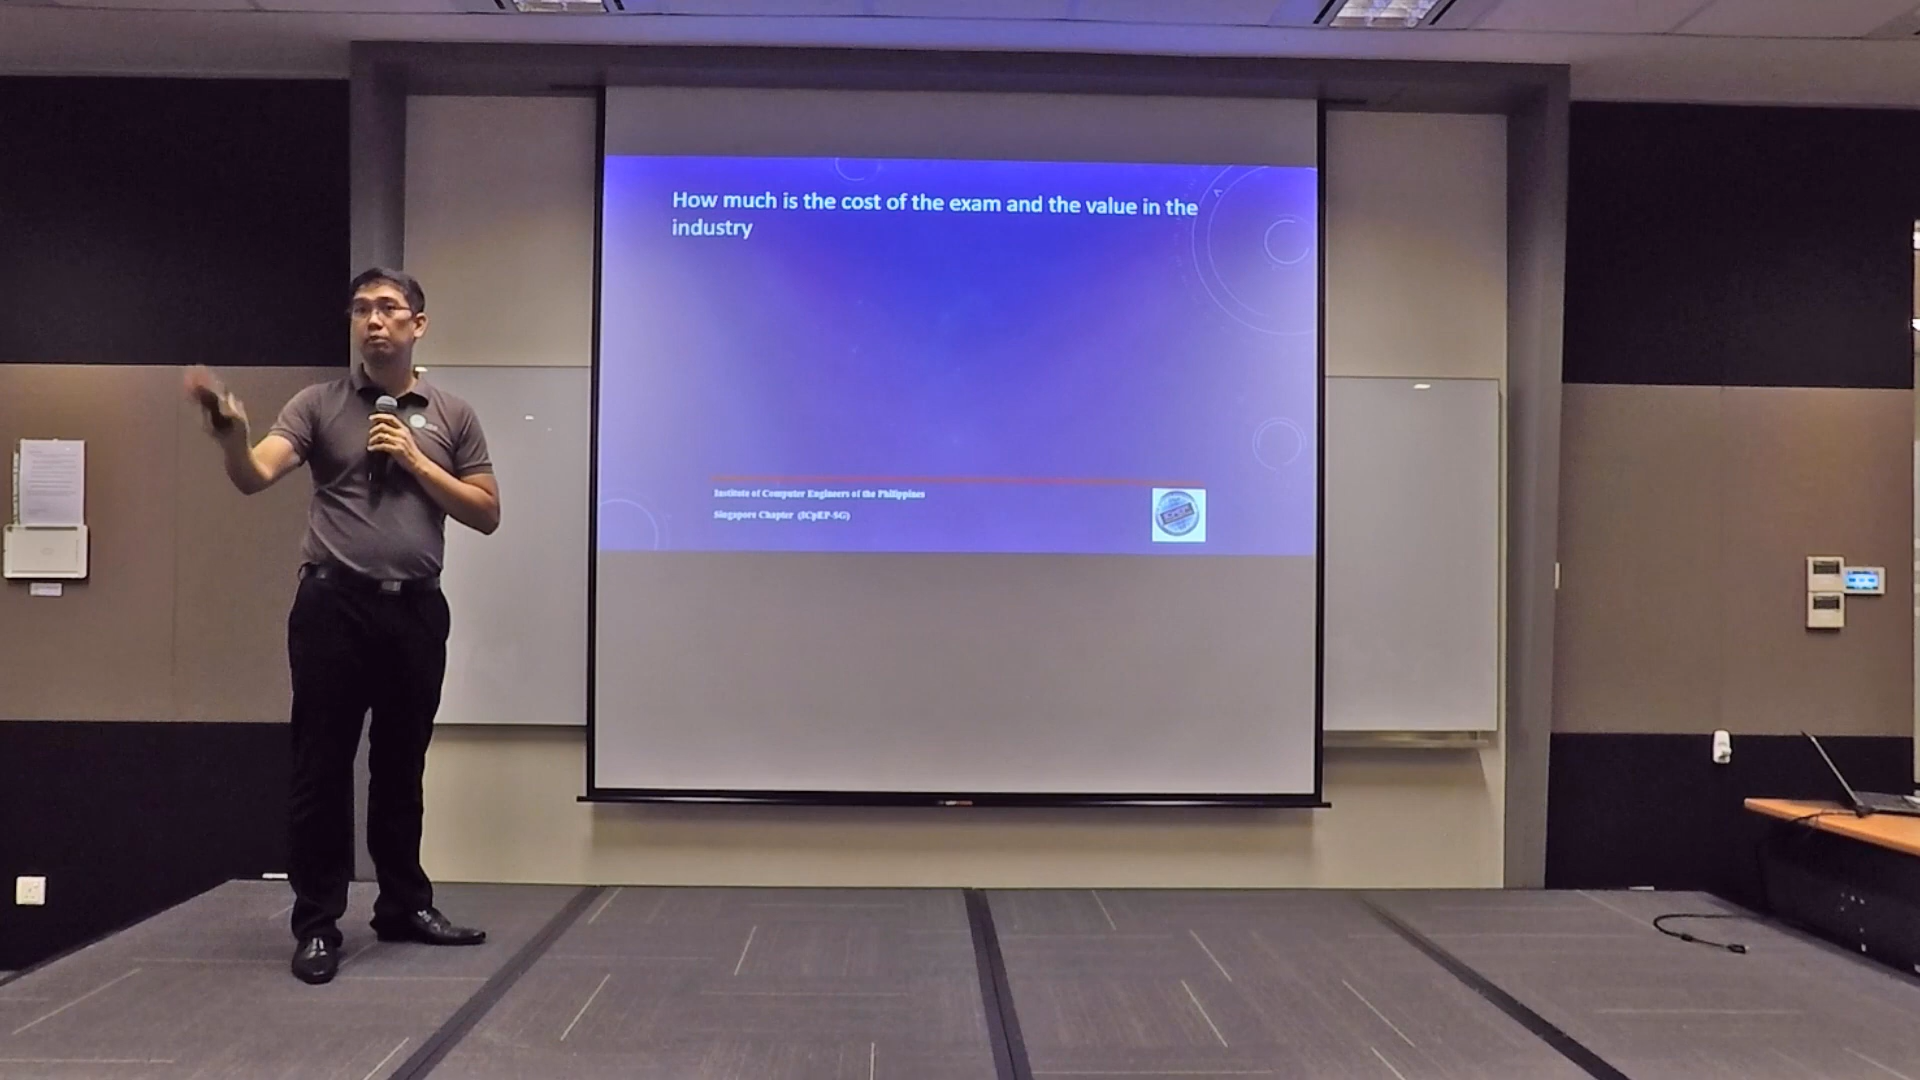 How much is the cost of the exam and the value in the
industry
Institute of Computer Engineers of the Philippines
Singapore Chapter (ICpEP-SG)